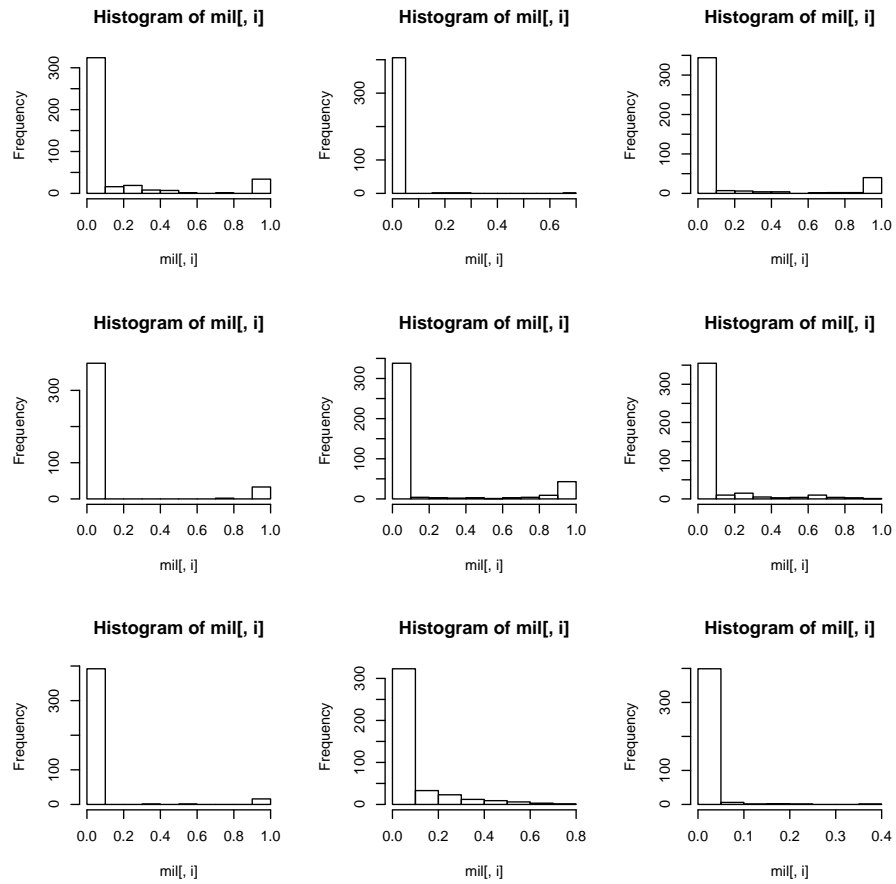 Histogram of mil[, i]
Frequency
0 100 300
0.0 0.2 0.4 0.6 0.8 1.0
mil[, i]
Histogram of mil[, i]
Frequency
0 100 300
0.0 0.2 0.4 0.6
mil[, i]
Histogram of mil[, i]
Frequency
0 100 200 300
0.0 0.2 0.4 0.6 0.8 1.0
mil[, i]
Histogram of mil[, i]
Frequency
0 100 300
0.0 0.2 0.4 0.6 0.8 1.0
mil[, i]
Histogram of mil[, i]
Frequency
0 100 200 300
0.0 0.2 0.4 0.6 0.8 1.0
mil[, i]
Histogram of mil[, i]
Frequency
0 100 200 300
0.0 0.2 0.4 0.6 0.8 1.0
mil[, i]
Histogram of mil[, i]
Frequency
0 100 300
0.0 0.2 0.4 0.6 0.8 1.0
mil[, i]
Histogram of mil[, i]
Frequency
0 100 200 300
0.0 0.2 0.4 0.6 0.8
mil[, i]
Histogram of mil[, i]
Frequency
0 100 300
0.0 0.1 0.2 0.3 0.4
mil[, i]